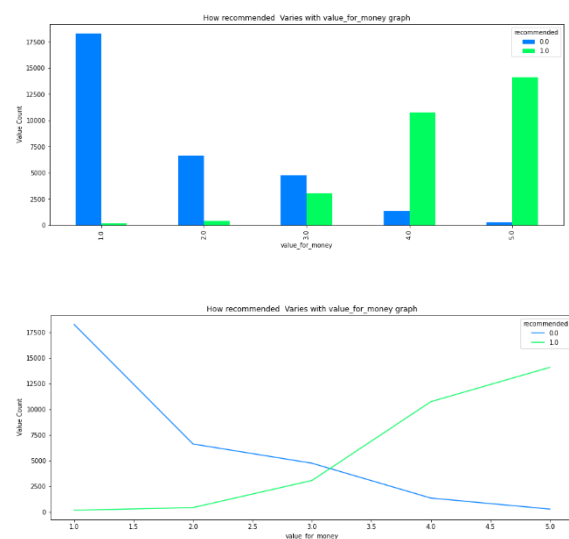 How recommended Varies with value_for_money graph
recommended
0.0
1.0
17500
15000
12500
10000
7500
5000
2500
0
Value Count
1.0
2.0
3.0
4.0
5.0
value_for_money
How recommended Varies with value_for_money graph
recommended
0.0
1.0
17500
15000
12500
10000
7500
5000
2500
0
Value Count
1.0 1.5 2.0 2.5 3.0 3.5 4.0 4.5 5.0
value_for_money